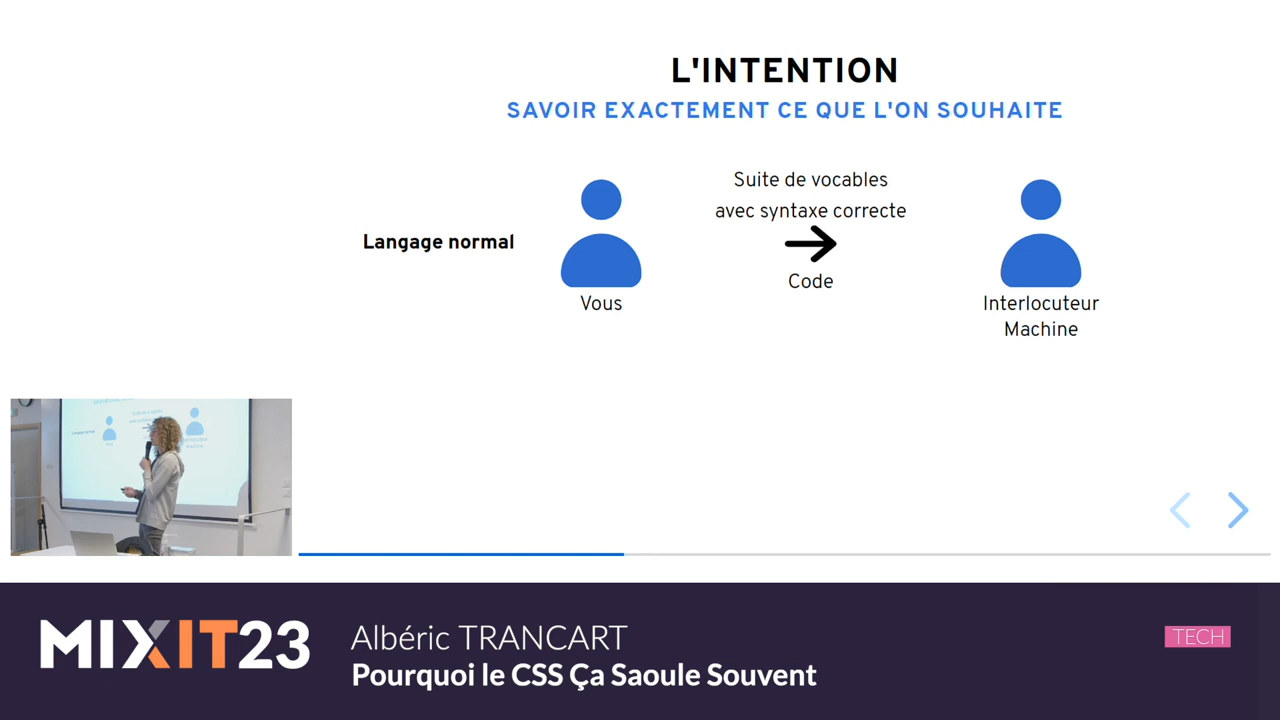 L'INTENTION
SAVOIR EXACTEMENT CE QUE L'ON SOUHAITE
Suite de vocables
avec syntaxe correcte
Langage normal
Code
Vous
Interlocuteur
Machine
MIXIT23
Albéric TRANCART
TECH
Pourquoi le CSS Ça Saoule Souvent